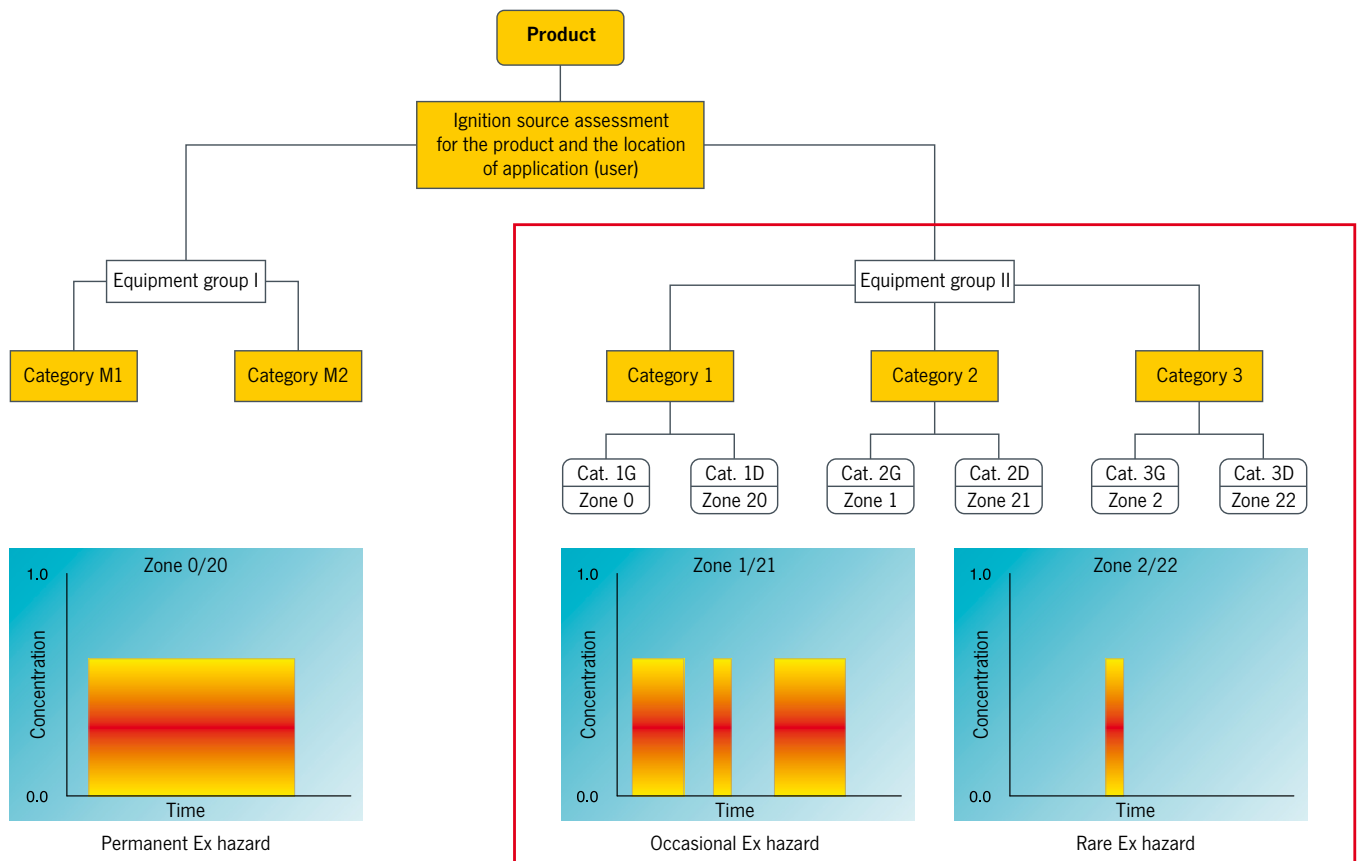 Product
Ignition source assessment
for the product and the location
of application (user)
Equipment group I
Equipment group II
Category M1
Category M2
Category 1
Category 2
Category 3
Cat. 1G
Zone 0
Cat. 1D
Zone 20
Cat. 2G
Zone 1
Cat. 2D
Zone 21
Cat. 3G
Zone 2
Cat. 3D
Zone 22
Zone 0/20
1.0
Concentration
0.0
Time
Permanent Ex hazard
Zone 1/21
1.0
Concentration
0.0
Time
Occasional Ex hazard
Zone 2/22
1.0
Concentration
0.0
Time
Rare Ex hazard